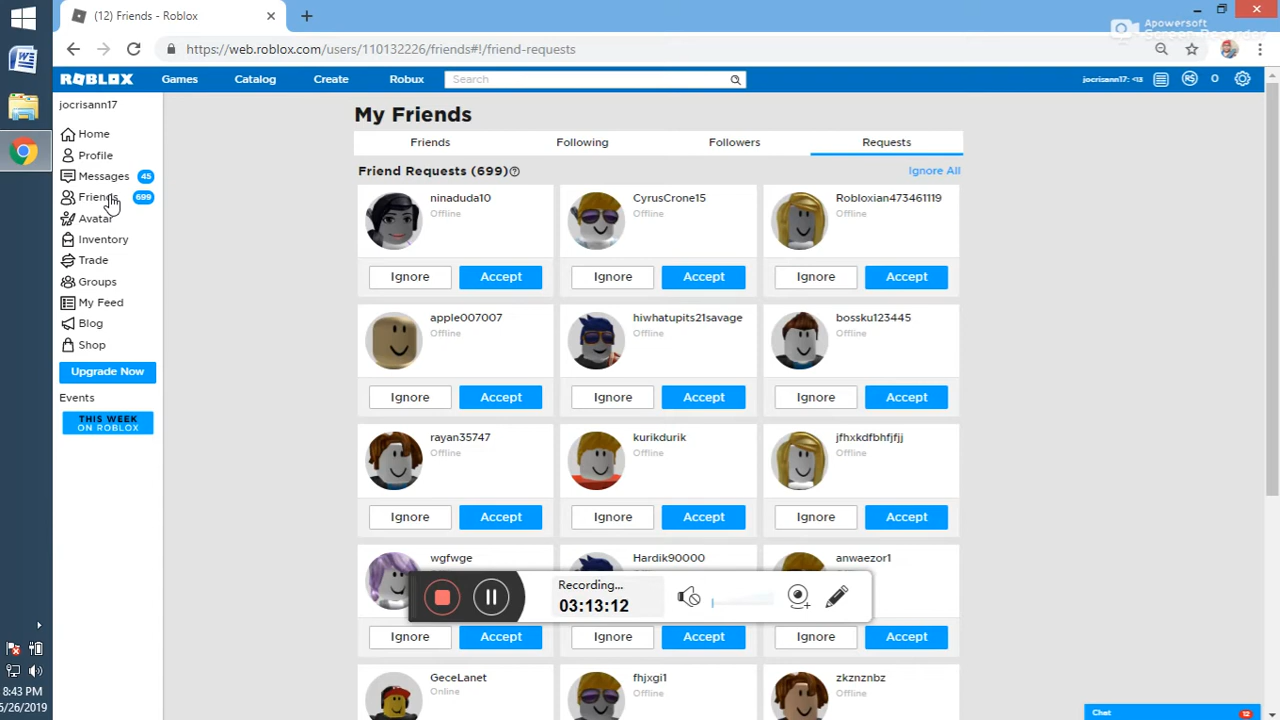 (12) Friends - Roblox
Apowersoft
Screen Recorder
https://web.roblox.com/users/110132226/friends#!/friend-requests
ROBLOX Games Catalog Create Robux Search jocrisann17: <13 R$ 0
jocrisann17
Home
Profile
Messages 45
Friends 699
Avatar
Inventory
Trade
Groups
My Feed
Blog
Shop
Upgrade Now
Events
THIS WEEK
ON ROBLOX
My Friends
Friends Following Followers Requests
Friend Requests (699) Ignore All
ninaduda10 CyrusCrone15 Robloxian473461119
Offline Offline Offline
Ignore Accept Ignore Accept Ignore Accept
apple007007 hiwhatupits21savage bossku123445
Offline Offline Offline
Ignore Accept Ignore Accept Ignore Accept
rayan35747 kurikdurik jfhxkdfbhfjfjj
Offline Offline Offline
Ignore Accept Ignore Accept Ignore Accept
wgfwge Hardik90000 anwaezor1
Recording...
03:13:12
Ignore Accept Ignore Accept Ignore Accept
GeceLanet fhjxgi1 zkznznbz
Online Offline Offline
Chat 12
8:43 PM
5/26/2019